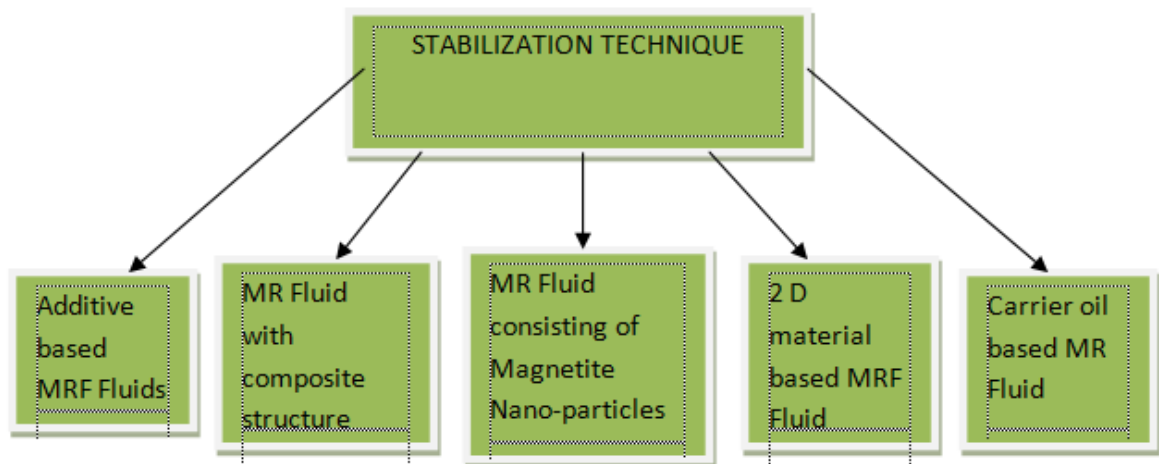 STABILIZATION TECHNIQUE
Additive
based
MRF Fluids
MR Fluid
with
composite
structure
MR Fluid
consisting of
Magnetite
Nano-particles
2 D
material
based MRF
Fluid
Carrier oil
based MR
Fluid